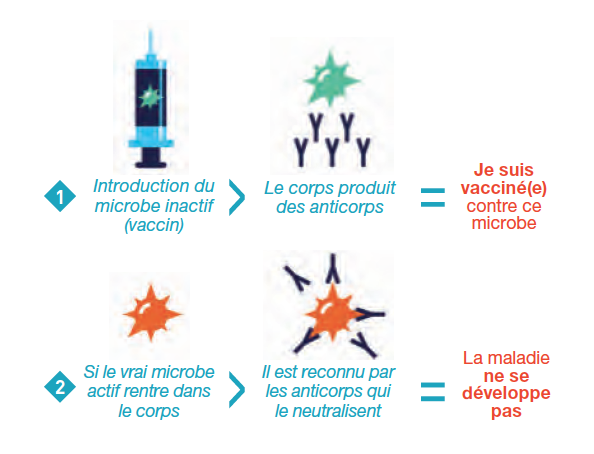 1
Introduction du
microbe inactif
(vaccin)
>
Le corps produit
des anticorps
=
Je suis
vacciné(e)
contre ce
microbe
2
Si le vrai microbe
actif rentre dans
le corps
>
Il est reconnu par
les anticorps qui
le neutralisent
=
La maladie
ne se
développe
pas